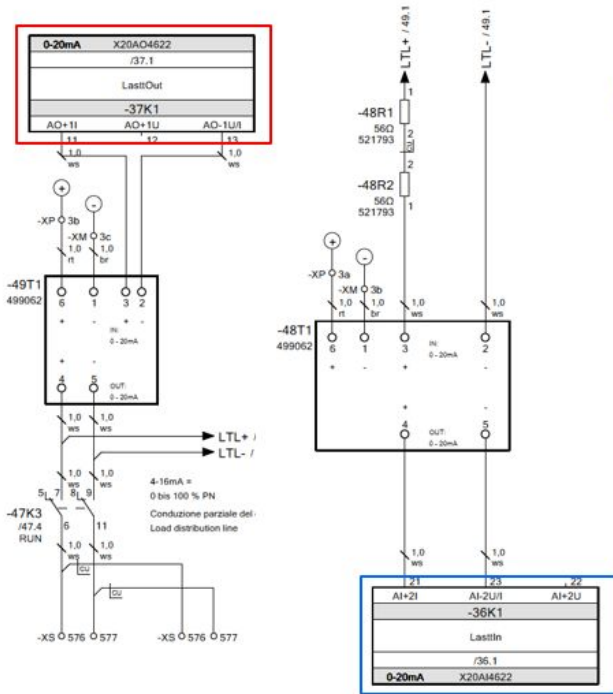 0-20mA X20AO4622
/37.1
LasttOut
-37K1
AO+1I AO+1U AO-1U/I
11 12 13
1,0 1,0
ws ws
+ -
-XP 3b
-XM 3c
1,0 1,0
rt br
-49T1
499062
6 1 3 2
+ - + -
IN:
0 - 20mA
+ -
4 5
OUT:
0 - 20mA
1,0 1,0
ws ws
LTL+ /
LTL- /
1,0 1,0
ws ws
4-16mA =
0 bis 100 % PN
Conduzione parziale del
Load distribution line
5 7 8 9
-47K3
/47.4
RUN
6 11
1,0 1,0
ws ws
CU
CU
-XS 576 577 -XS 576 577
LTL+ / 49.1
LTL- / 49.1
1
-48R1
56Ω
521793
2
CU
2
-48R2
56Ω
521793
1
+ -
-XP 3a
-XM 3b
1,0 1,0 1,0 1,0
rt br ws ws
-48T1
499062
6 1 3 2
+ - + -
IN:
0 - 20mA
+ -
4 5
OUT:
0 - 20mA
1,0 1,0
ws ws
21 23 22
AI+2I AI-2U/I AI+2U
-36K1
LasttIn
/36.1
0-20mA X20AI4622